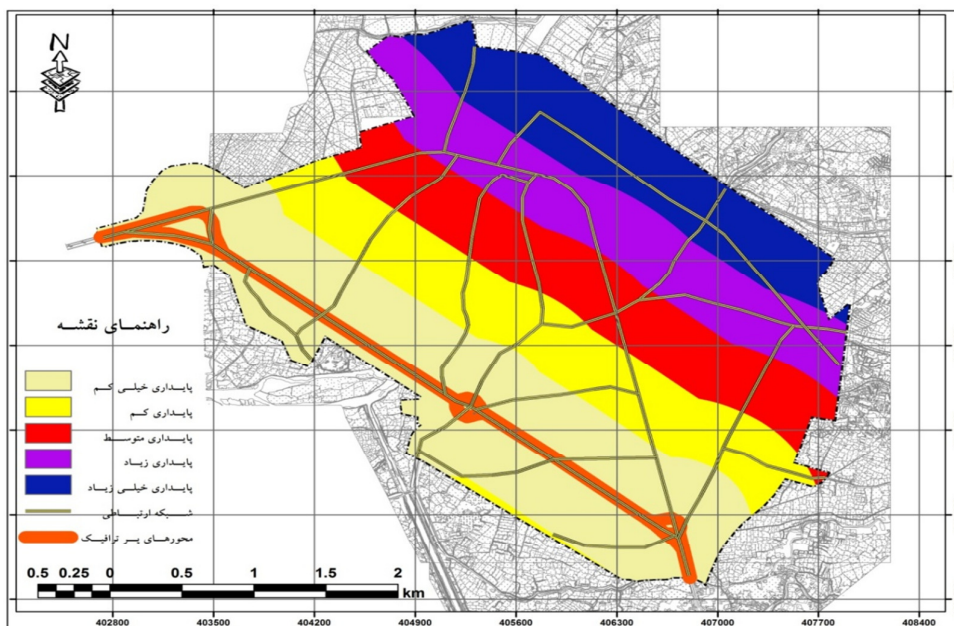 N
راهنمای نقشه
پایداری خیلی کم
پایداری کم
پایداری متوسط
پایداری زیاد
پایداری خیلی زیاد
شبکه ارتباطی
محورهای پر ترافیک
0.5 0.25 0 0.5 1 1.5 2
km
402800 403500 404200 404900 405600 406300 407000 407700 408400